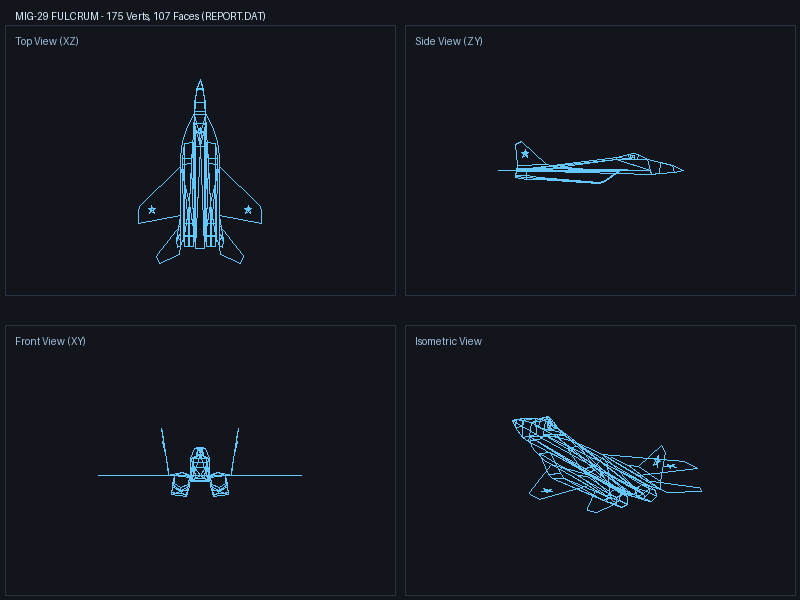 MIG-29 FULCRUM - 175 Verts, 107 Faces (REPORT.DAT)
Top View (XZ)
Side View (ZY)
Front View (XY)
Isometric View